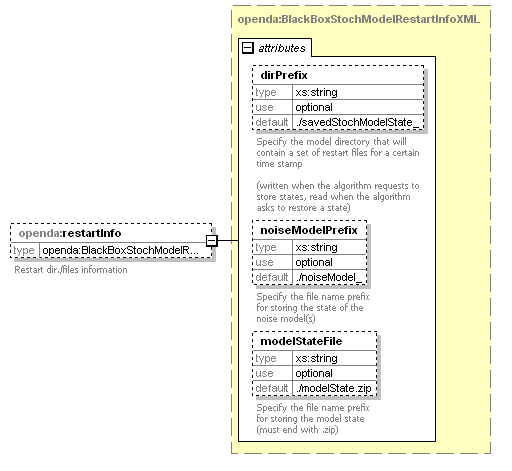 openda:BlackBoxStochModelRestartInfoXML
attributes
dirPrefix
type xs:string
use optional
default ./savedStochModelState_
Specify the model directory that will
contain a set of restart files for a certain
time stamp
(written when the algorithm requests to
store states, read when the algorithm
asks to restore a state)
openda:restartInfo
type openda:BlackBoxStochModelR...
Restart dir./files information
noiseModelPrefix
type xs:string
use optional
default ./noiseModel_
Specify the file name prefix
for storing the state of the
noise model(s)
modelStateFile
type xs:string
use optional
default ./modelState.zip
Specify the file name prefix
for storing the model state
(must end with .zip)